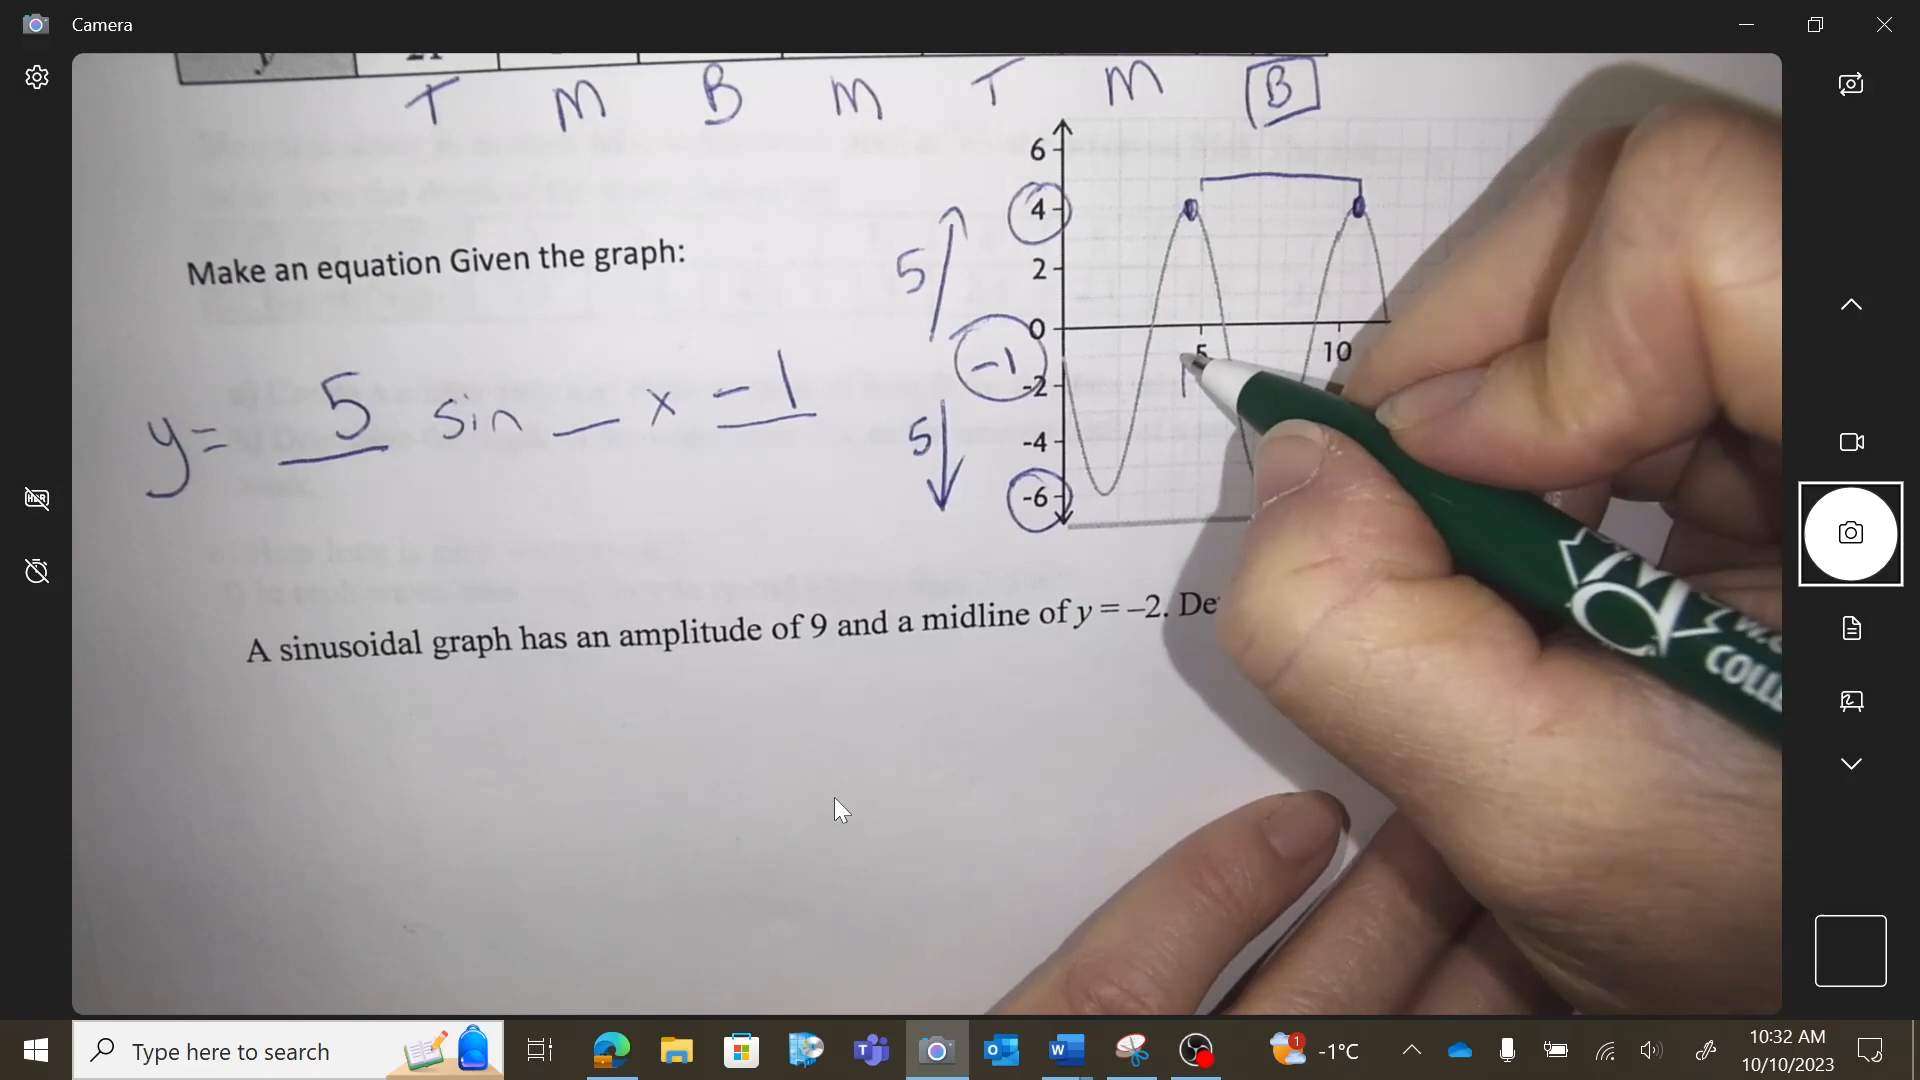 Camera
y
T M B M T M B
6
4
5
2
Make an equation Given the graph:
0
5
10
-1
-2
y= 5 sin _ x -1
5
-4
-6
A sinusoidal graph has an amplitude of 9 and a midline of y = –2. De
COLL
Type here to search
1
-1°C
10:32 AM
10/10/2023